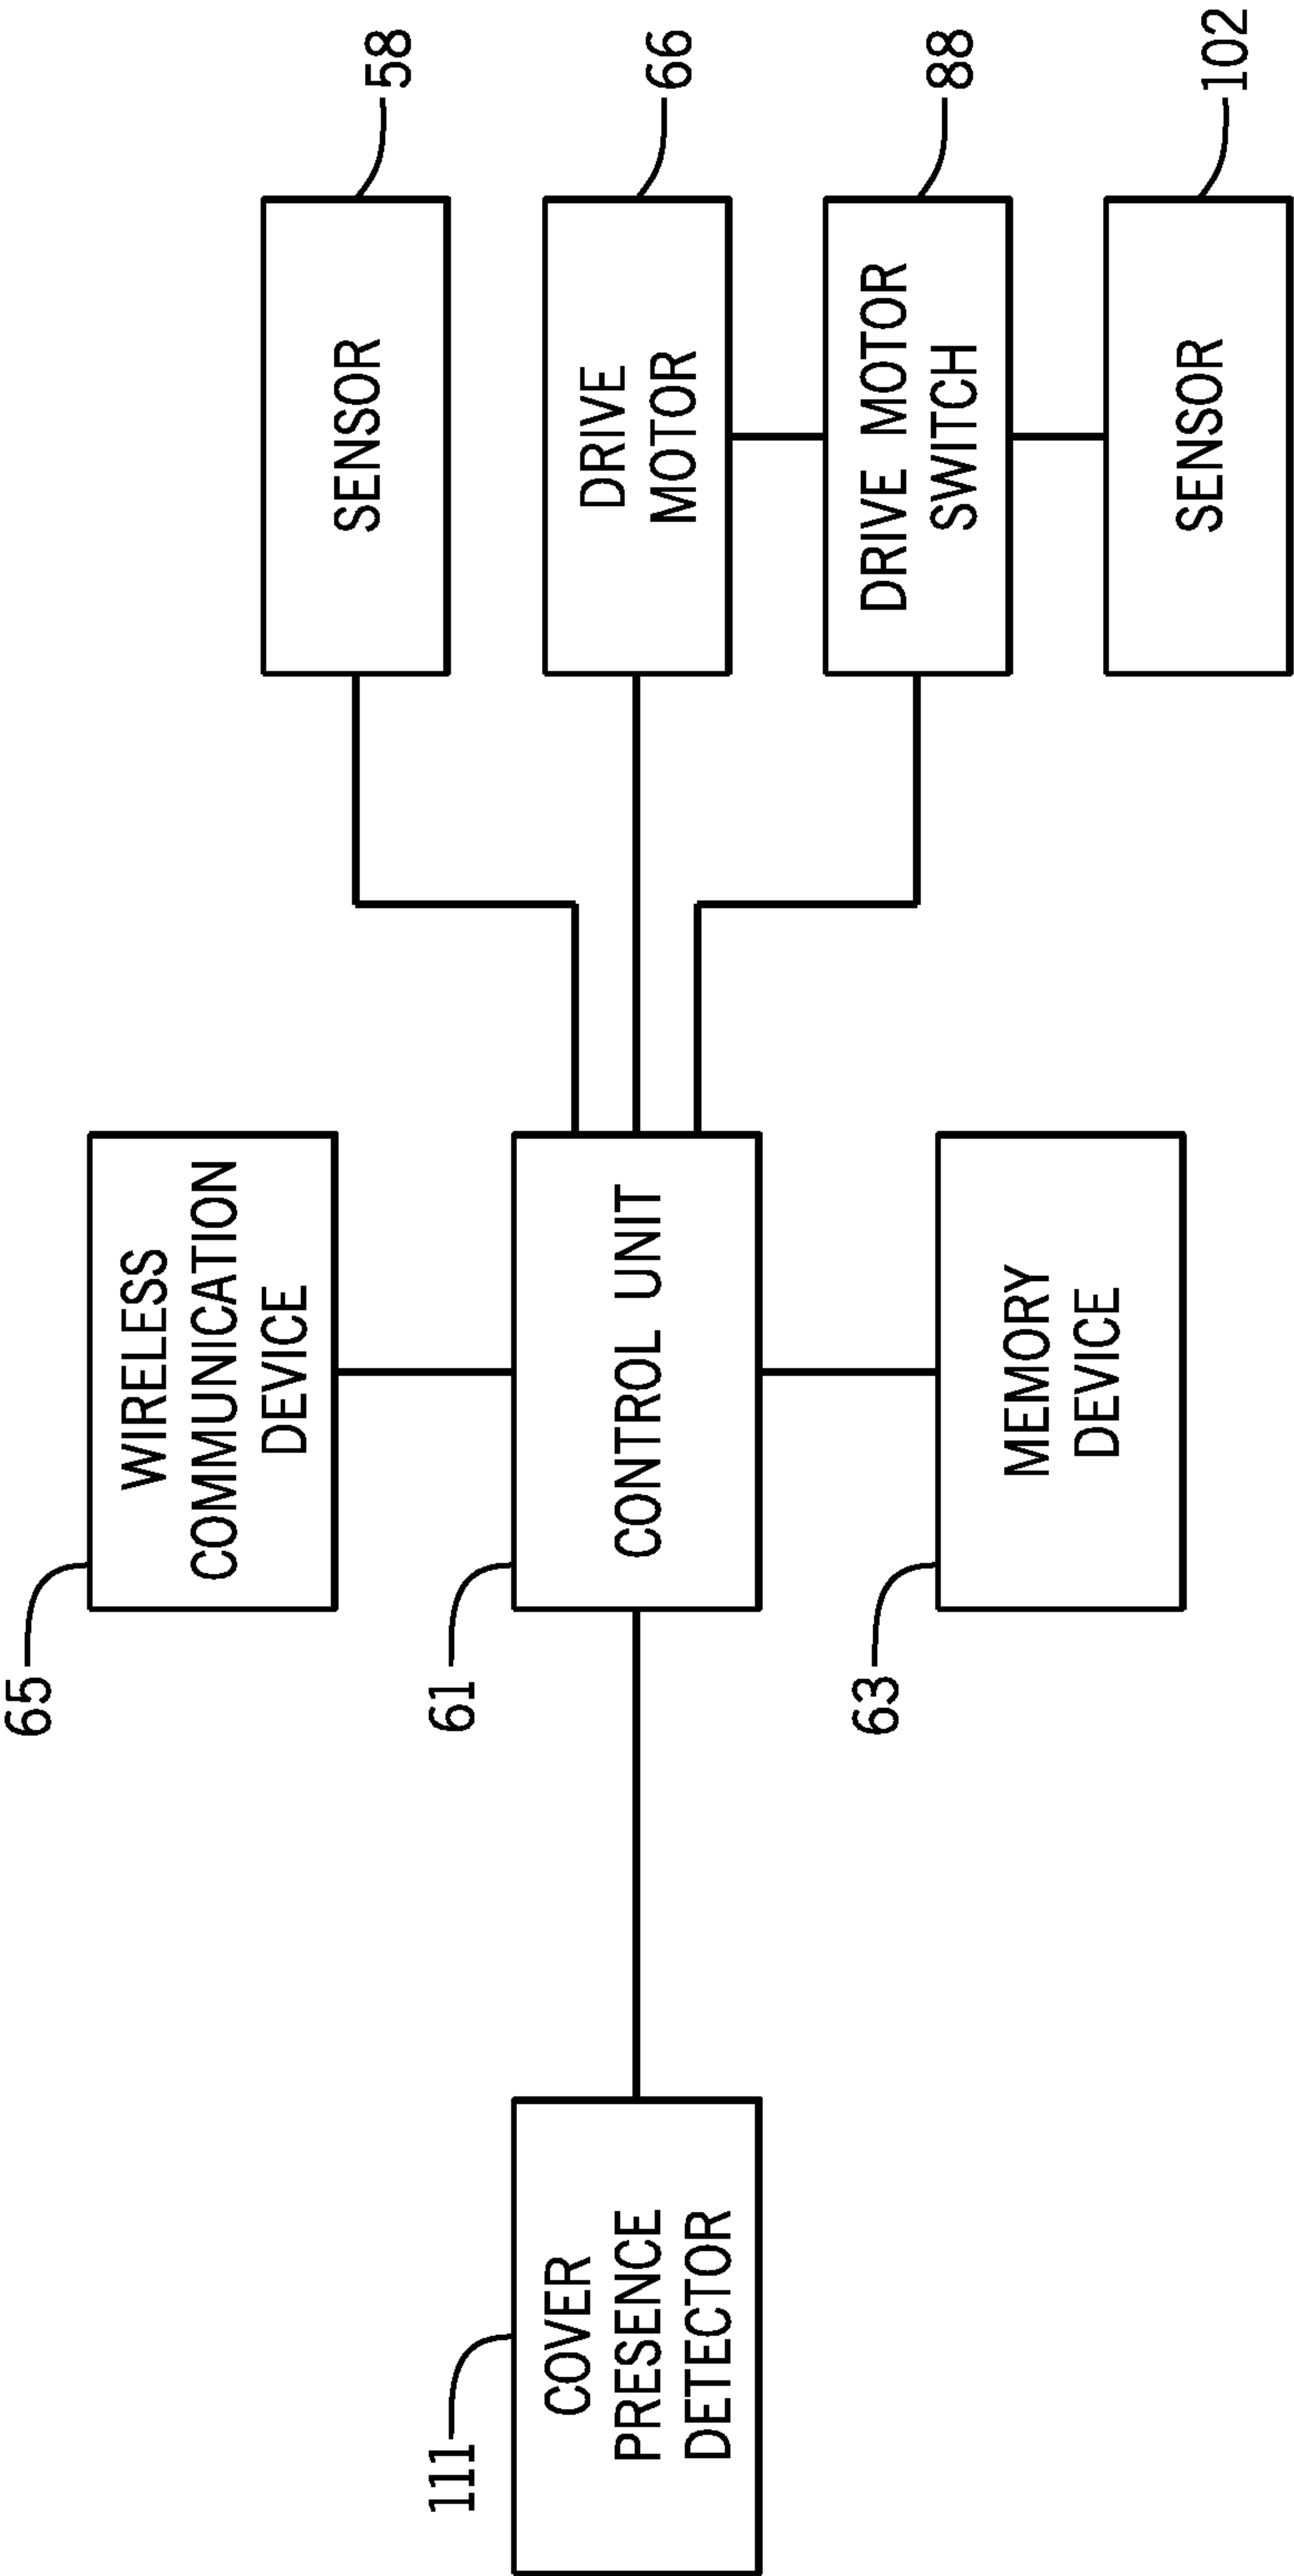 65
WIRELESS
COMMUNICATION
DEVICE
58
SENSOR
111
COVER
PRESENCE
DETECTOR
61
CONTROL UNIT
66
DRIVE
MOTOR
88
DRIVE MOTOR
SWITCH
63
MEMORY
DEVICE
102
SENSOR